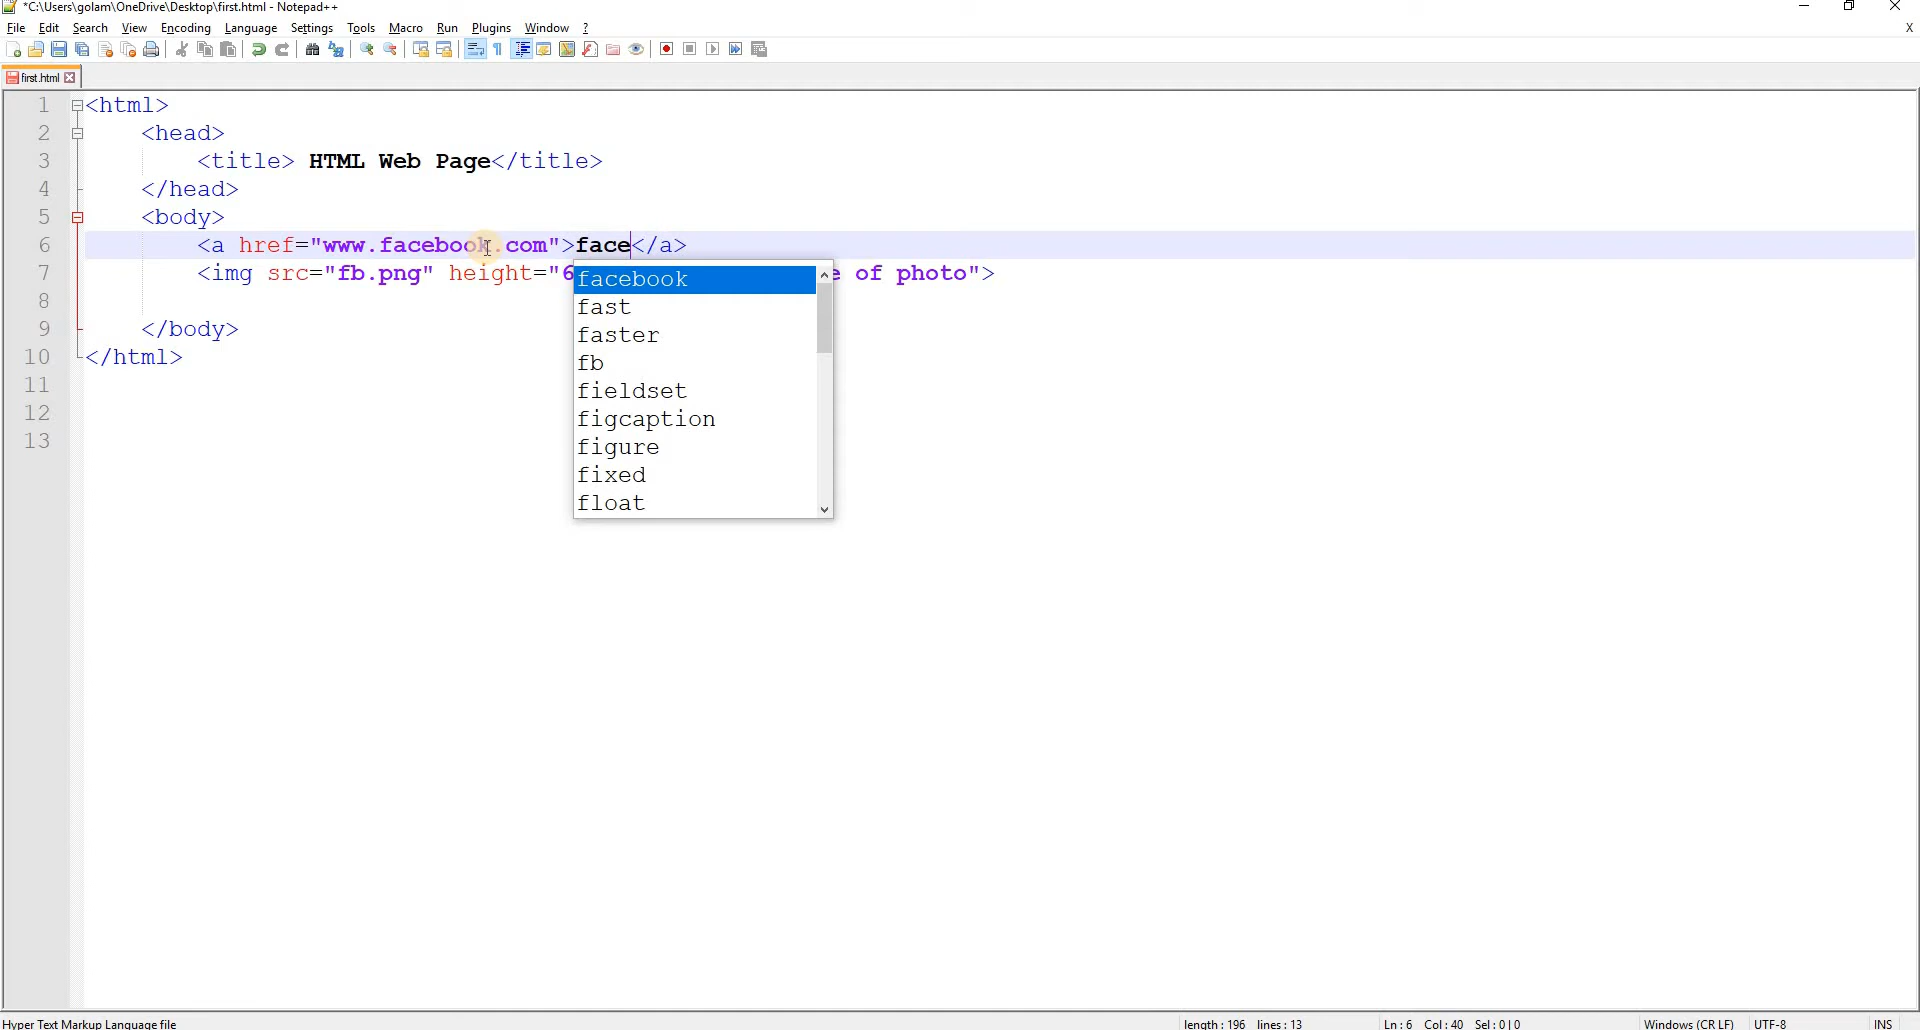 *C:\Users\golam\OneDrive\Desktop\first.html - Notepad++
File Edit Search View Encoding Language Settings Tools Macro Run Plugins Window ? X
first.html
1 <html>
2 <head>
3 <title> HTML Web Page</title>
4 </head>
5 <body>
6 <a href="www.facebook.com">face</a>
7 <img src="fb.png" height="6 e of photo">
8
9 </body>
10 </html>
11
12
13
facebook
fast
faster
fb
fieldset
figcaption
figure
fixed
float
Hyper Text Markup Language file length : 196 lines : 13 Ln : 6 Col : 40 Sel : 0 | 0 Windows (CR LF) UTF-8 INS